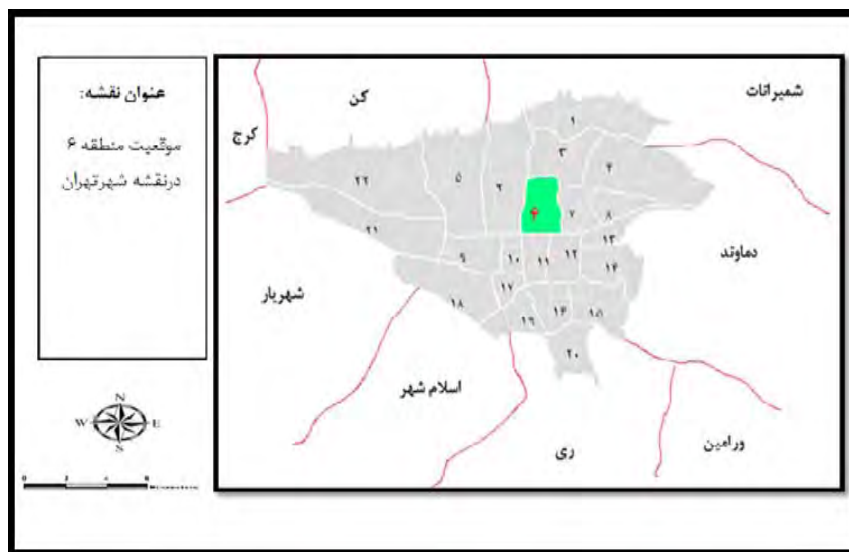 عنوان نقشه:
موقعیت منطقه ۶
درنقشه شهرتهران
شمیرانات
کن
کرج
۱
۳
۴
۵
۲
۲۲
۶
۷
۸
۲۱
۱۳
۹
۱۰
۱۱
۱۲
۱۴
دماوند
شهریار
۱۷
۱۸
۱۹
۱۶
۱۵
۲۰
اسلام شهر
ری
ورامین
N
W E
S